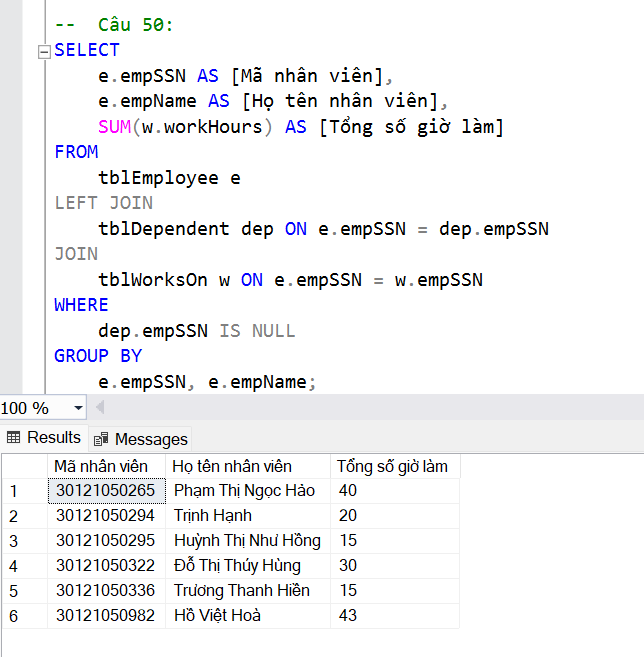 -- Câu 50:
SELECT
e.empSSN AS [Mã nhân viên],
e.empName AS [Họ tên nhân viên],
SUM(w.workHours) AS [Tổng số giờ làm]
FROM
tblEmployee e
LEFT JOIN
tblDependent dep ON e.empSSN = dep.empSSN
JOIN
tblWorksOn w ON e.empSSN = w.empSSN
WHERE
dep.empSSN IS NULL
GROUP BY
e.empSSN, e.empName;
100 %
Results Messages
Mã nhân viên Họ tên nhân viên Tổng số giờ làm
1 30121050265 Phạm Thị Ngọc Hảo 40
2 30121050294 Trịnh Hạnh 20
3 30121050295 Huỳnh Thị Như Hồng 15
4 30121050322 Đỗ Thị Thúy Hùng 30
5 30121050336 Trương Thanh Hiền 15
6 30121050982 Hồ Việt Hoà 43